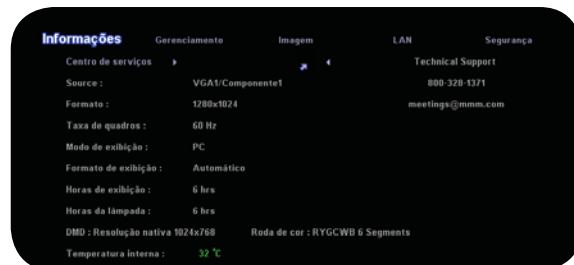 Informações Gerenciamento Imagem LAN Segurança
Centro de serviços Technical Support
Source : VGA1/Componente1 800-328-1371
Formato : 1280x1024 meetings@mmm.com
Taxa de quadros : 60 Hz
Modo de exibição : PC
Formato de exibição : Automático
Horas de exibição : 6 hrs
Horas da lâmpada : 6 hrs
DMD : Resolução nativa 1024x768 Roda de cor : RYGCWB 6 Segments
Temperatura interna : 32 °C